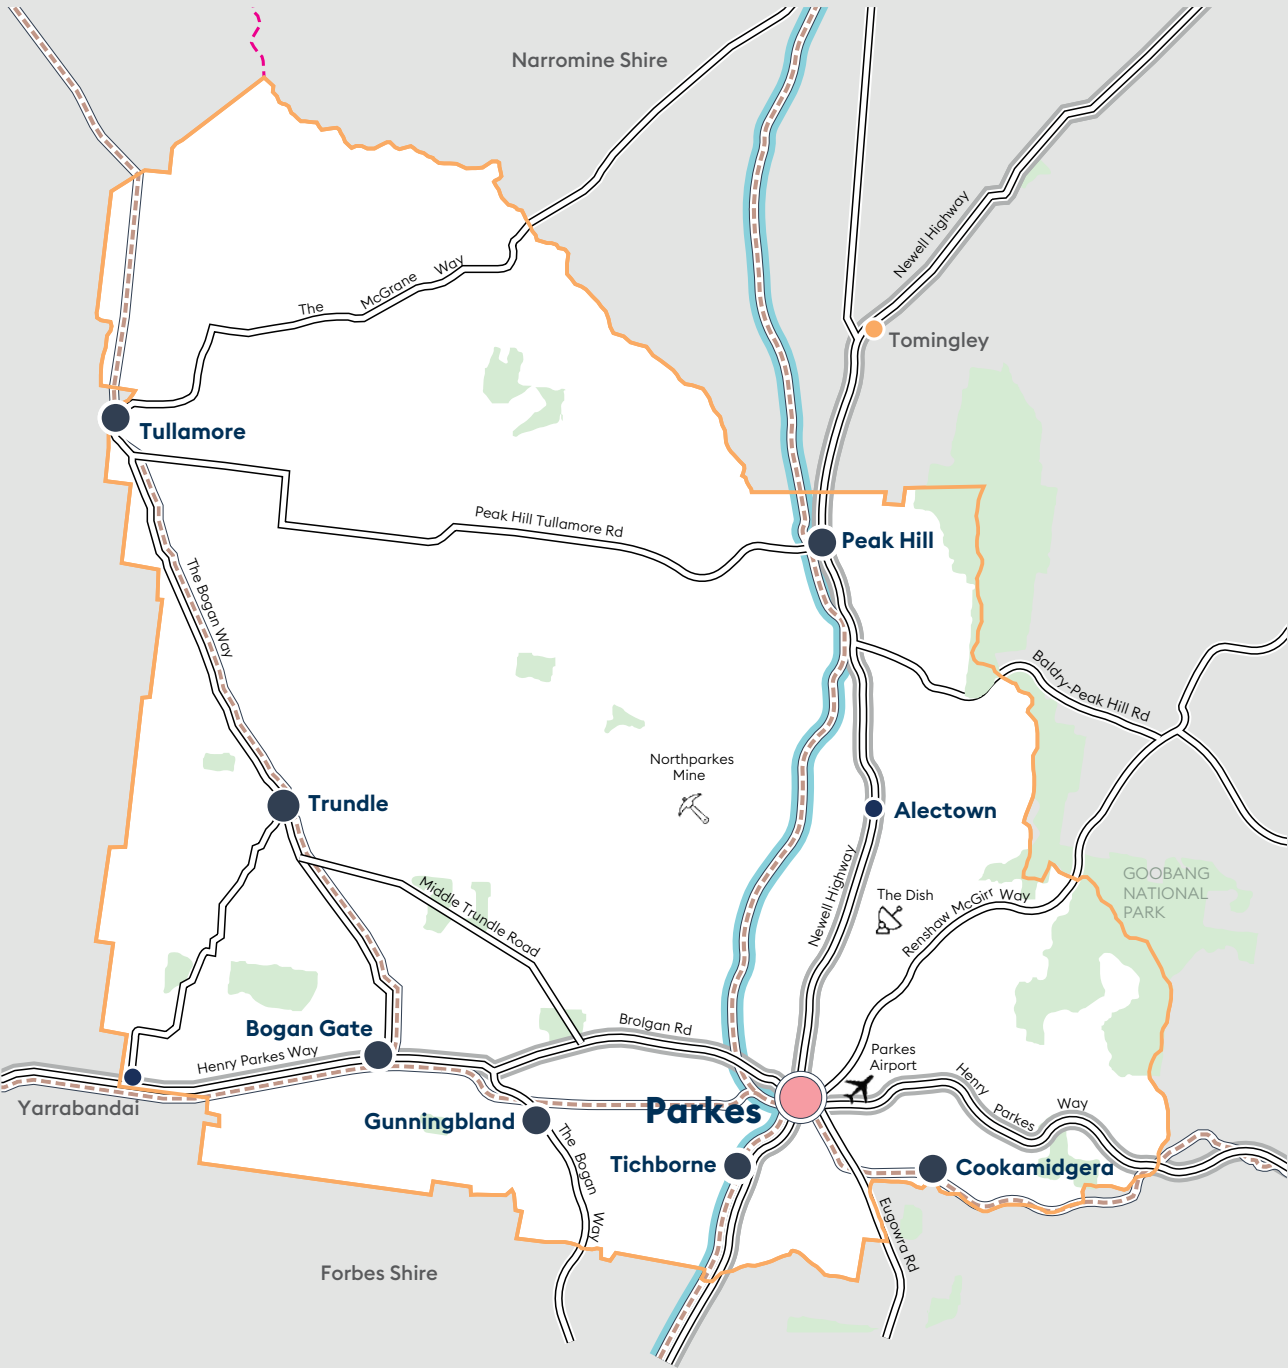 Narromine Shire
Newell Highway
The McGrane Way
Tomingley
Tullamore
Peak Hill Tullamore Rd
Peak Hill
The Bogan Way
Baldry-Peak Hill Rd
Northparkes
Mine
Trundle
Alectown
Newell Highway
The Dish
GOOBANG
NATIONAL
PARK
Middle Trundle Road
Renshaw McGirr Way
Bogan Gate
Brolgan Rd
Henry Parkes Way
Parkes
Airport
Henry Parkes Way
Yarrabandai
Parkes
Gunningbland
The Bogan Way
Tichborne
Cookamidgera
Eugowra Rd
Forbes Shire